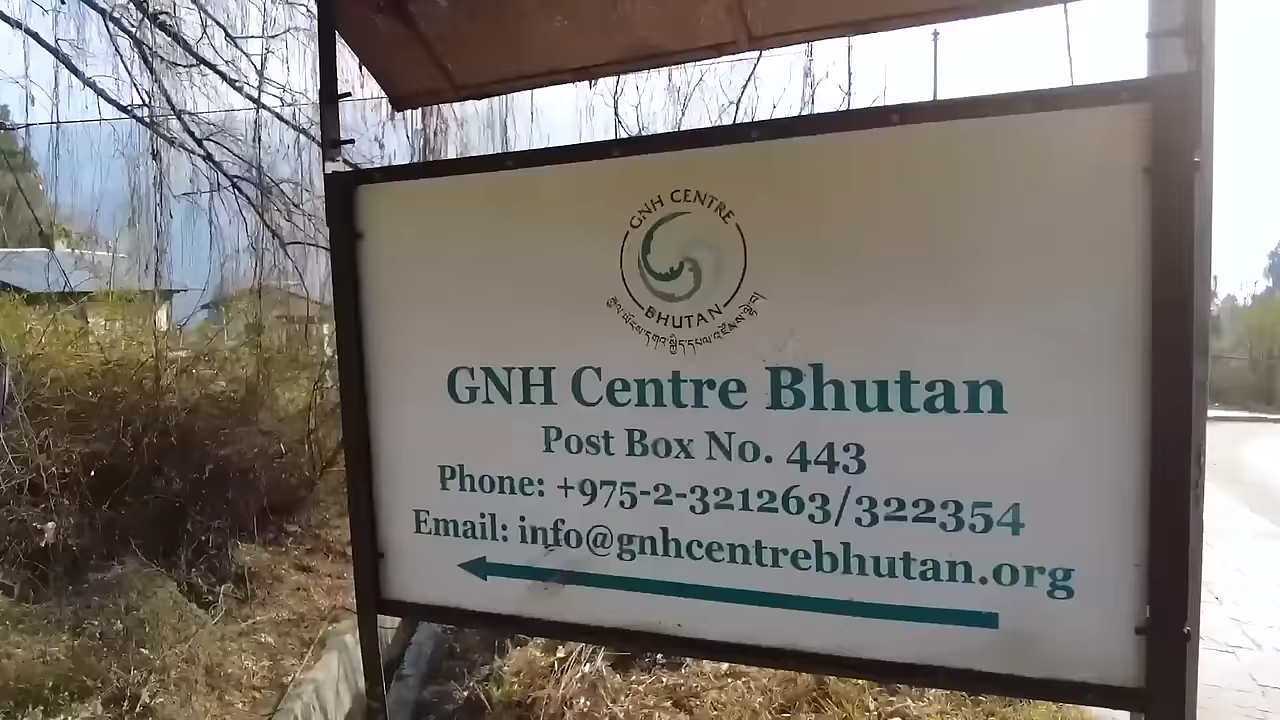 GNH CENTRE
BHUTAN
GNH Centre Bhutan
Post Box No. 443
Phone: +975-2-321263/322354
Email: info@gnhcentrebhutan.org